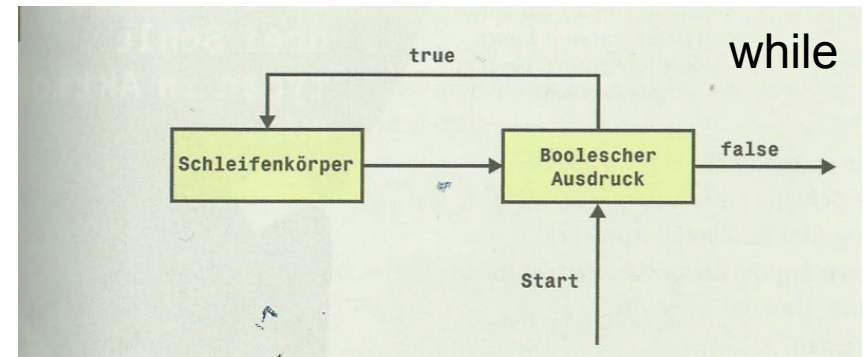 while
true
Schleifenkörper
Boolescher
Ausdruck
false
Start